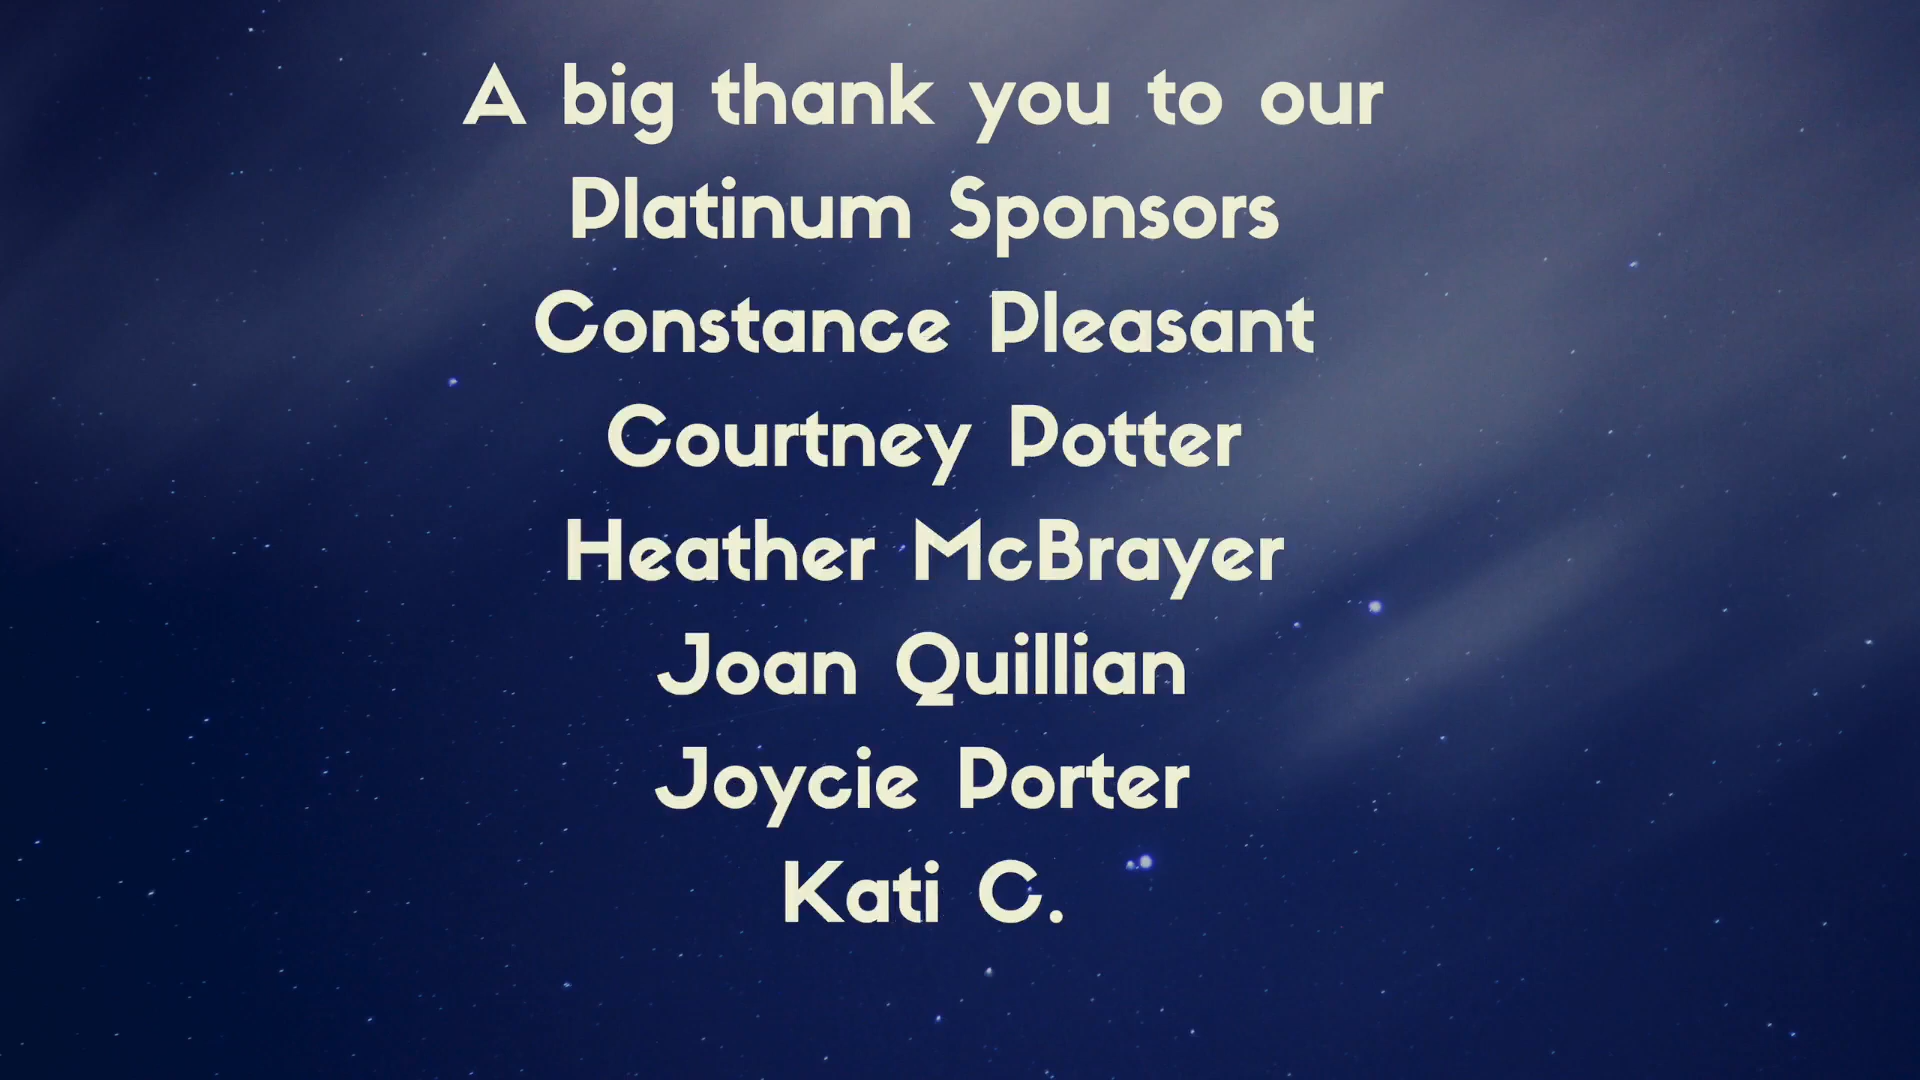 A big thank you to our
Platinum Sponsors
Constance Pleasant
Courtney Potter
Heather McBrayer
Joan Quillian
Joycie Porter
Kati C.